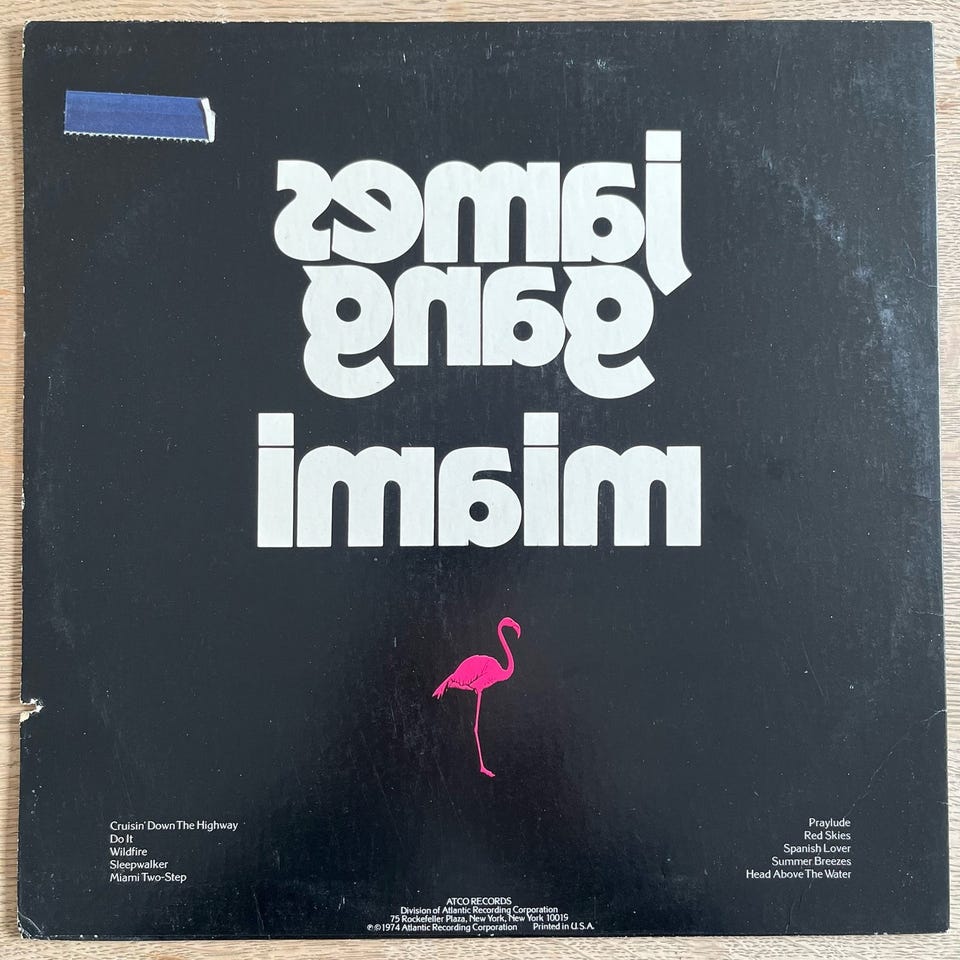 james
gang
miami
Cruisin' Down The Highway
Do It
Wildfire
Sleepwalker
Miami Two-Step
Praylude
Red Skies
Spanish Lover
Summer Breezes
Head Above The Water
ATCO RECORDS
Division of Atlantic Recording Corporation
75 Rockefeller Plaza, New York, New York 10019
℗ © 1974 Atlantic Recording Corporation Printed in U.S.A.